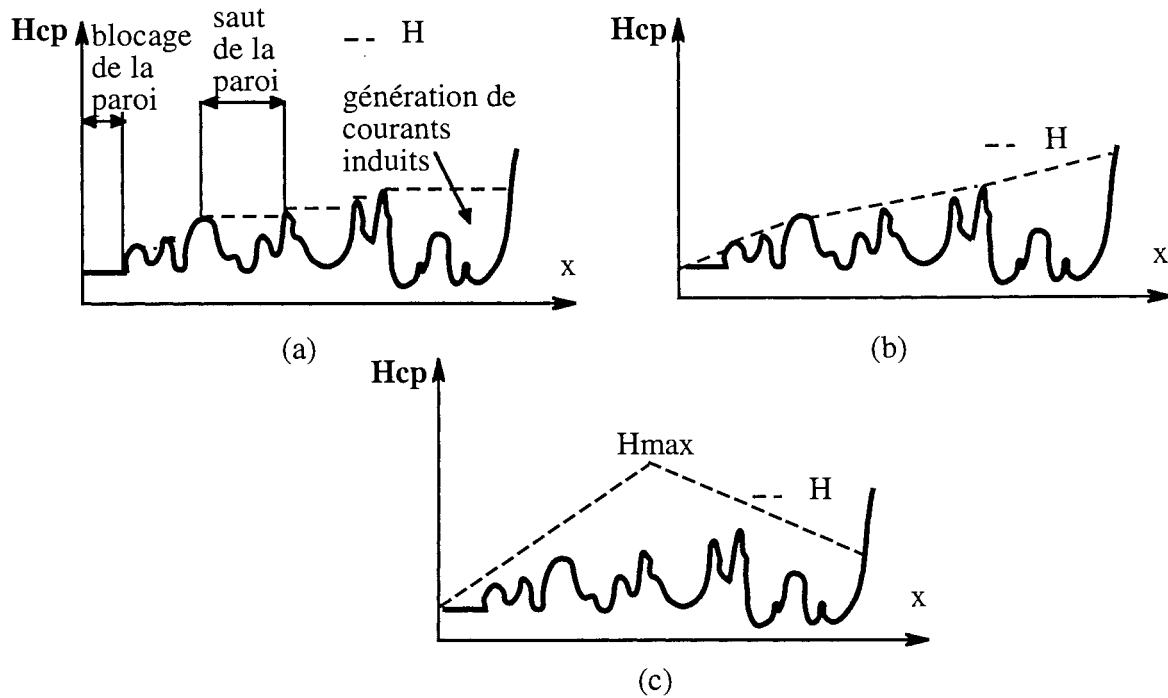 Hcp
blocage
de la
paroi
saut
de la
paroi
-- H
génération de
courants
induits
x
(a)
Hcp
-- H
x
(b)
Hcp
Hmax
-- H
x
(c)